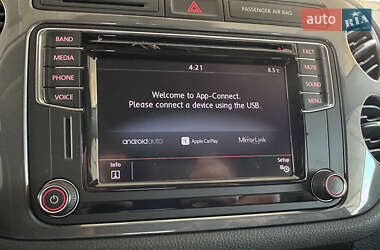 PASSENGER AIR BAG
auto.RIA.com
BAND
EJECT
MEDIA
MUTE
PHONE
SOUND
VOICE
MENU
4:21
8.5°C
Welcome to App-Connect.
Please connect a device using the USB.
androidauto
Apple CarPlay
MirrorLink
Info
Setup